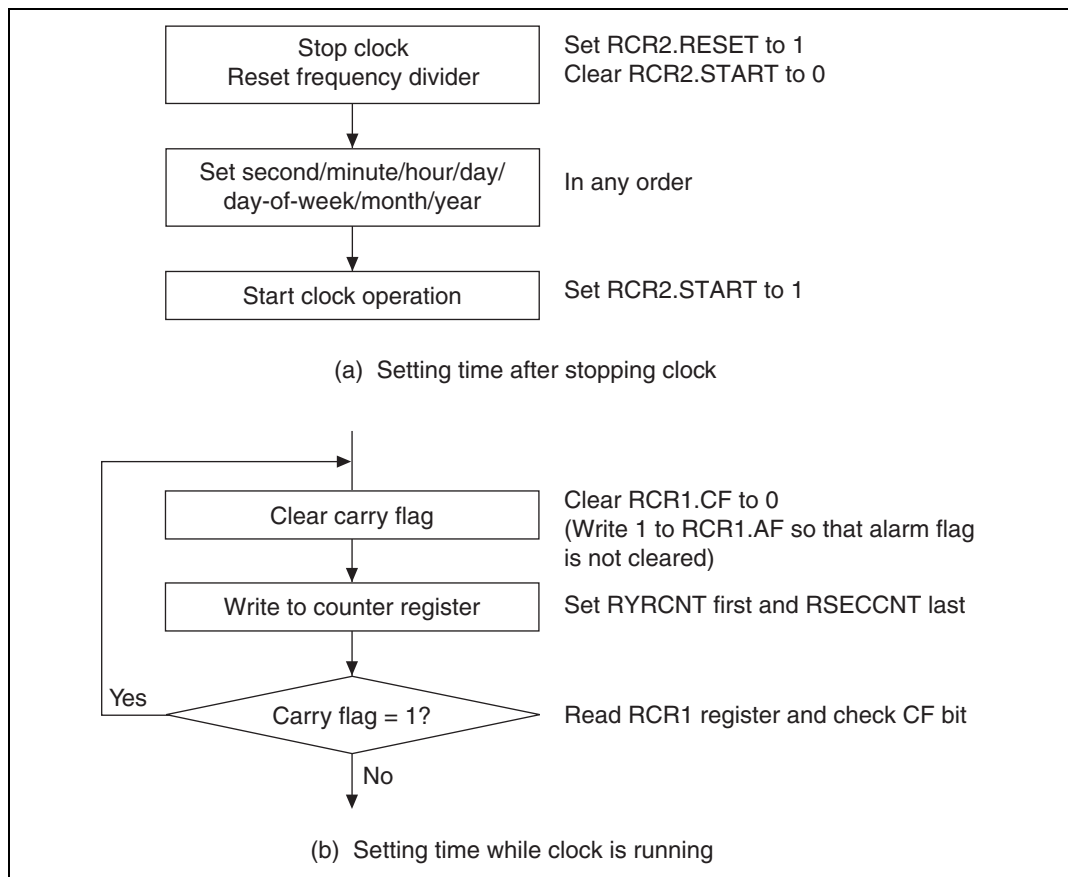 Stop clock
Reset frequency divider
Set RCR2.RESET to 1
Clear RCR2.START to 0
Set second/minute/hour/day/
day-of-week/month/year
In any order
Start clock operation
Set RCR2.START to 1
(a) Setting time after stopping clock
Clear carry flag
Clear RCR1.CF to 0
(Write 1 to RCR1.AF so that alarm flag
is not cleared)
Write to counter register
Set RYRCNT first and RSECCNT last
Yes
Carry flag = 1?
Read RCR1 register and check CF bit
No
(b) Setting time while clock is running